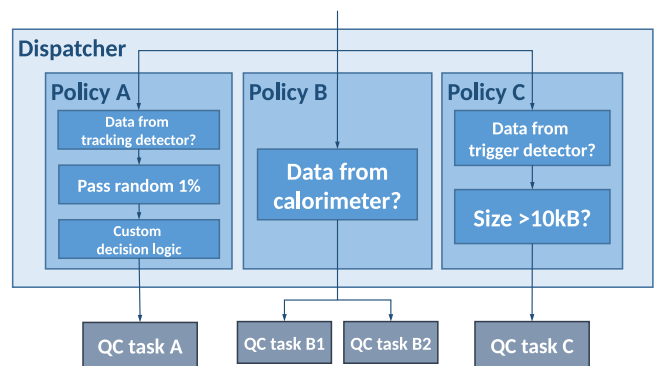 Dispatcher
Policy A
Data from
tracking detector?
Pass random 1%
Custom
decision logic
Policy B
Data from
calorimeter?
Policy C
Data from
trigger detector?
Size >10kB?
QC task A
QC task B1
QC task B2
QC task C